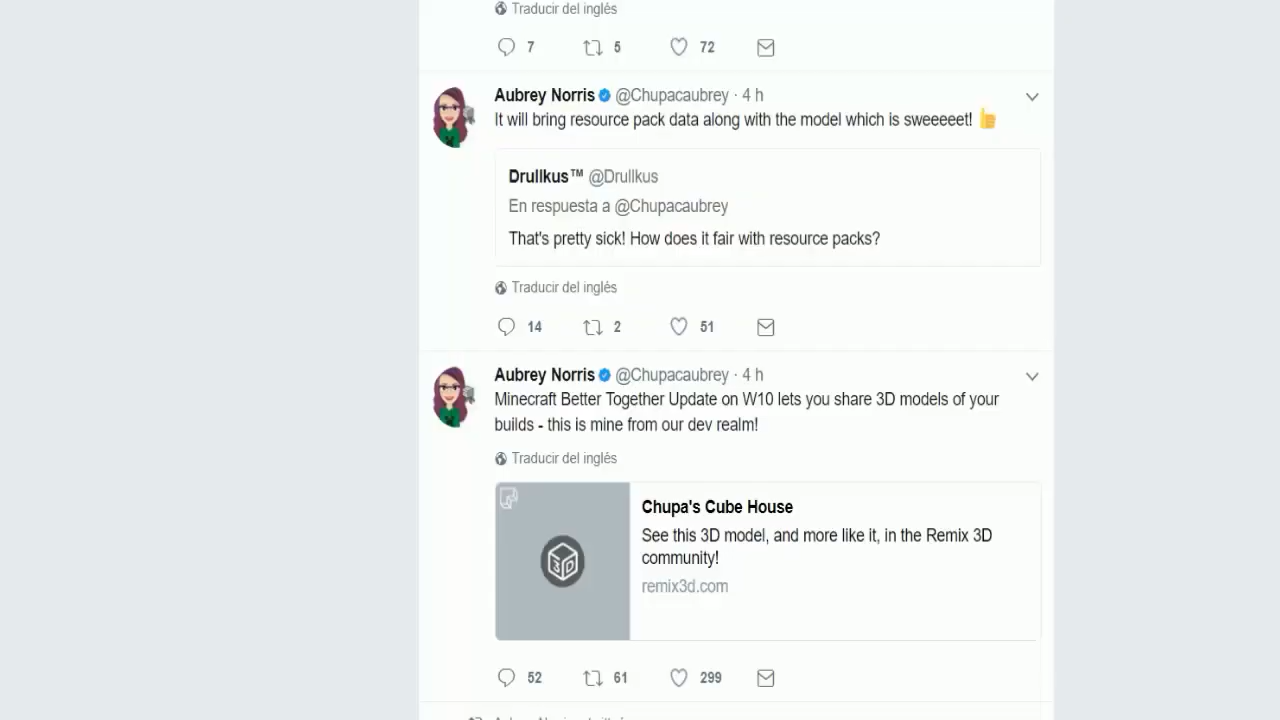 Traducir del inglés
7 5 72
Aubrey Norris @Chupacaubrey · 4 h
It will bring resource pack data along with the model which is sweeeeet! 👍
Drullkus™ @Drullkus
En respuesta a @Chupacaubrey
That's pretty sick! How does it fair with resource packs?
Traducir del inglés
14 2 51
Aubrey Norris @Chupacaubrey · 4 h
Minecraft Better Together Update on W10 lets you share 3D models of your
builds - this is mine from our dev realm!
Traducir del inglés
3D
Chupa's Cube House
See this 3D model, and more like it, in the Remix 3D
community!
remix3d.com
52 61 299